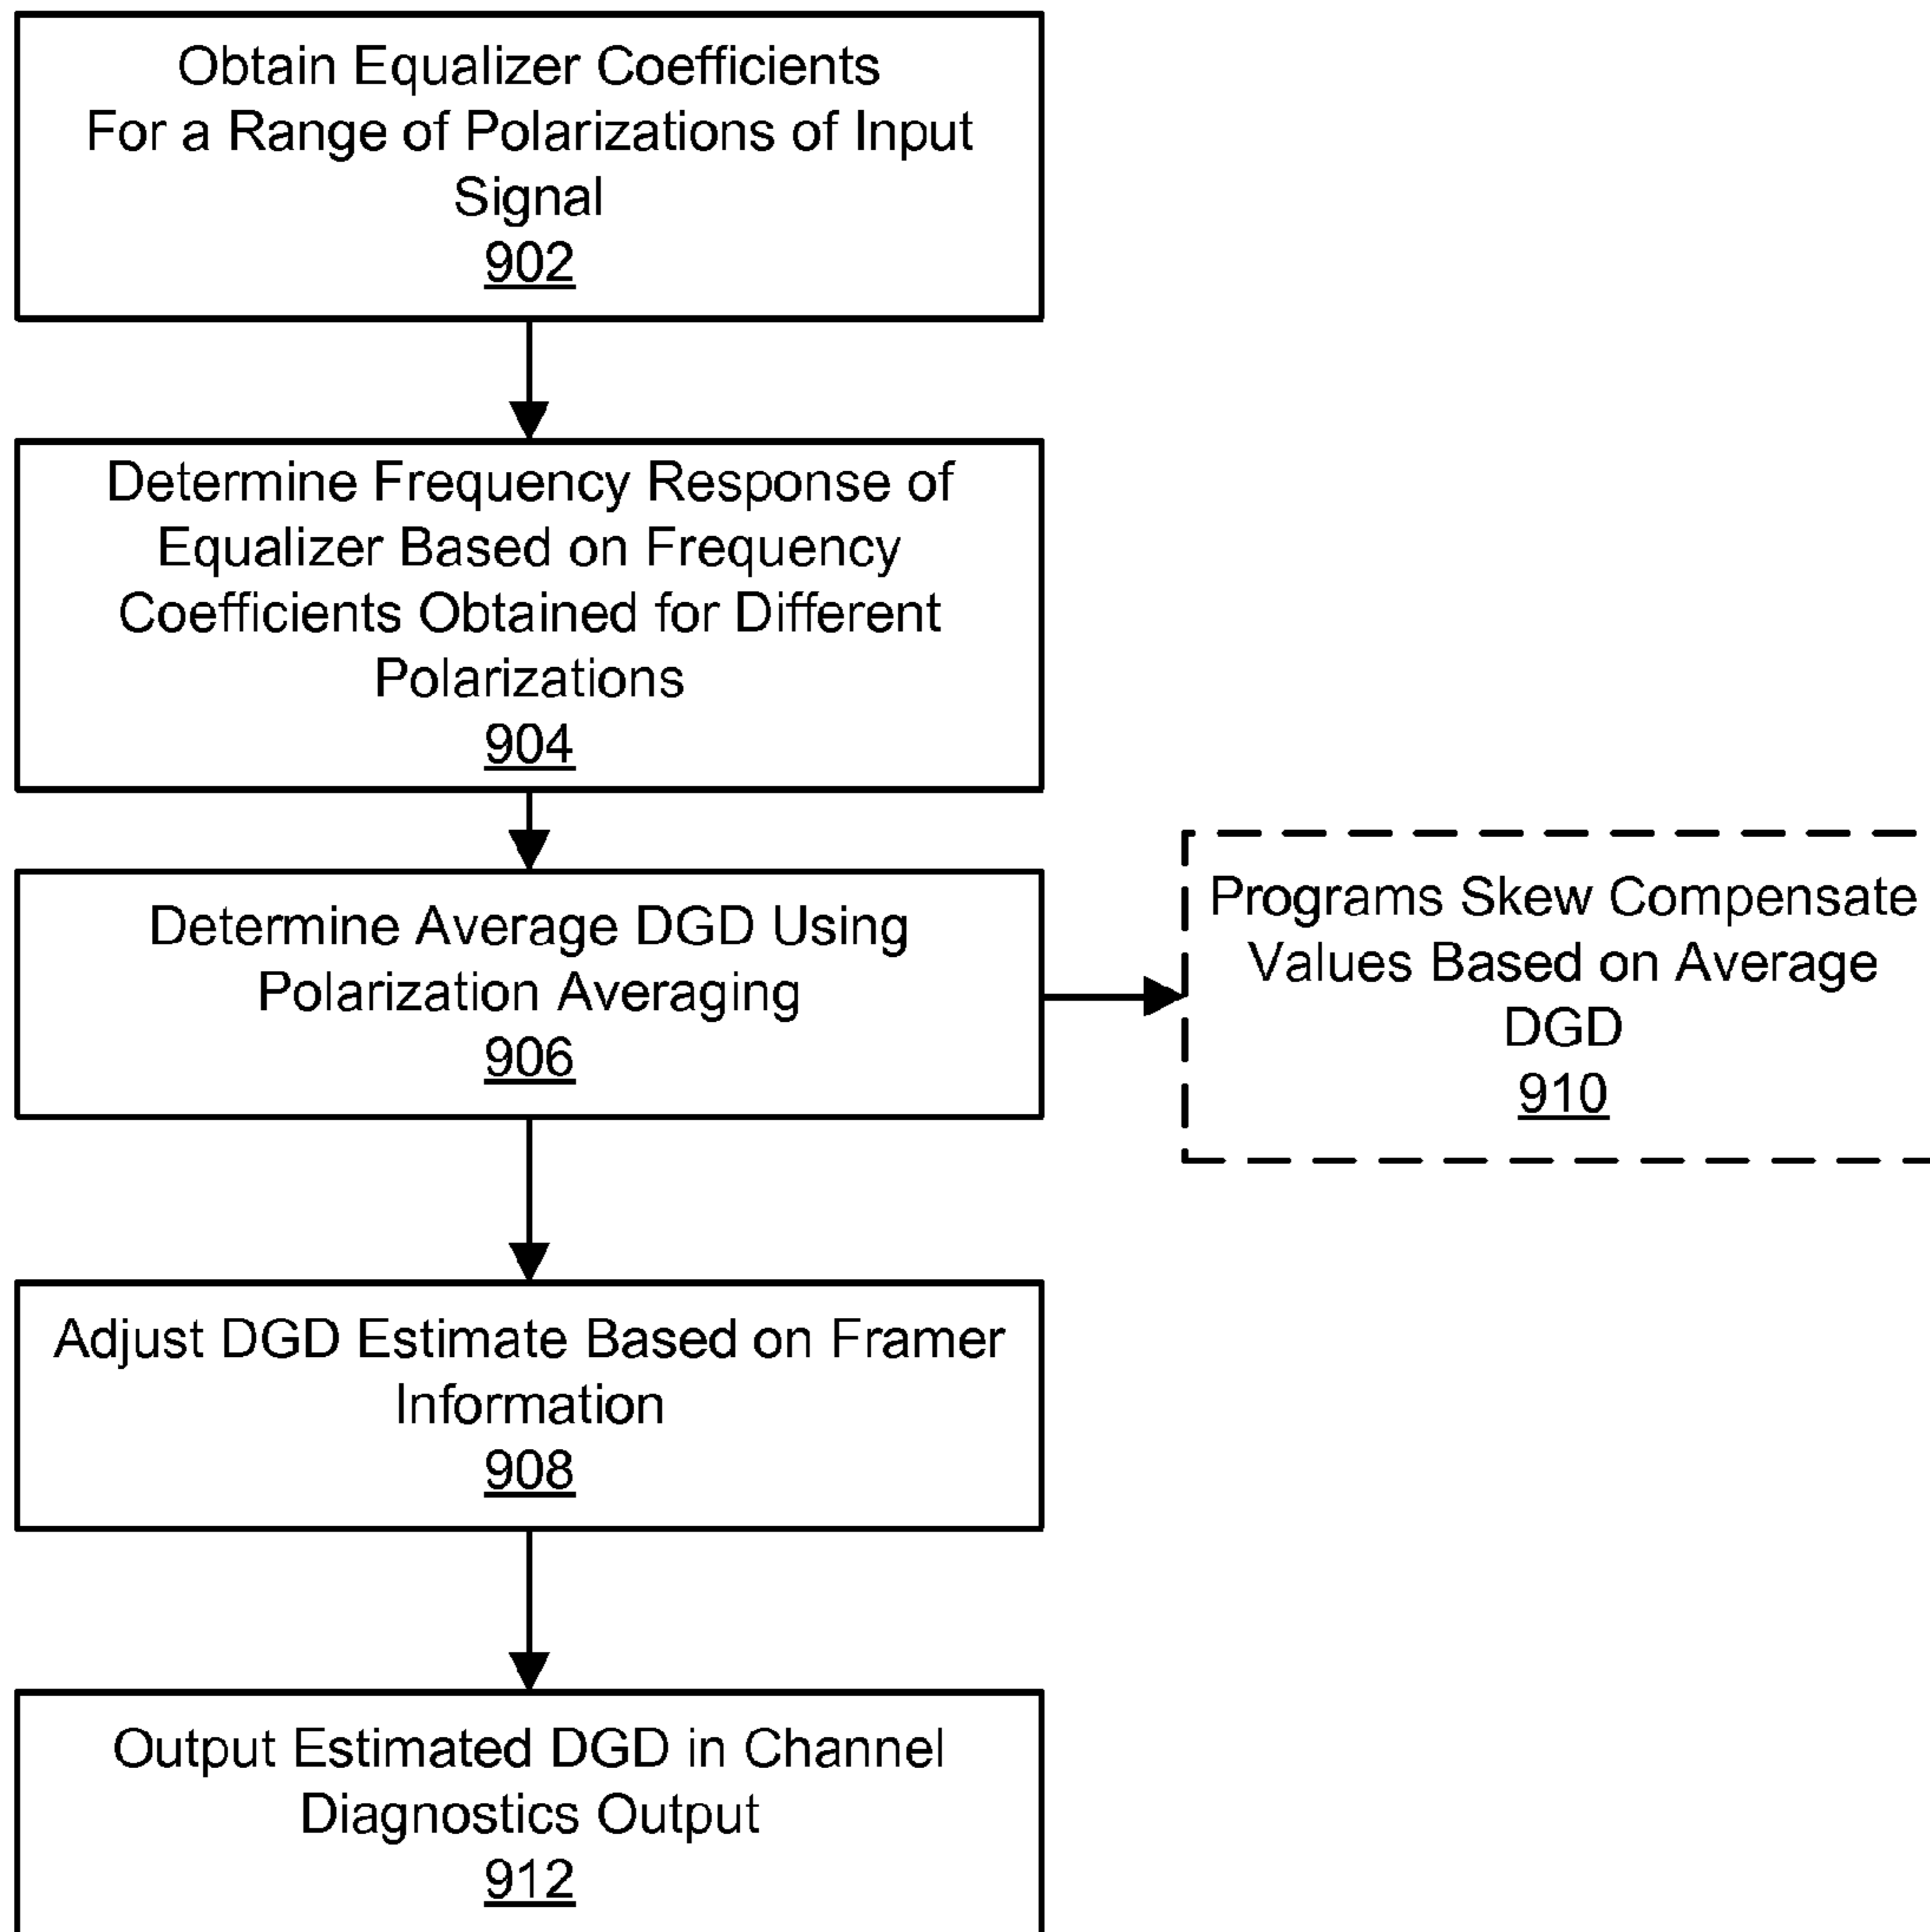 Obtain Equalizer Coefficients
For a Range of Polarizations of Input
Signal
902
Determine Frequency Response of
Equalizer Based on Frequency
Coefficients Obtained for Different
Polarizations
904
Determine Average DGD Using
Polarization Averaging
906
Programs Skew Compensate
Values Based on Average
DGD
910
Adjust DGD Estimate Based on Framer
Information
908
Output Estimated DGD in Channel
Diagnostics Output
912